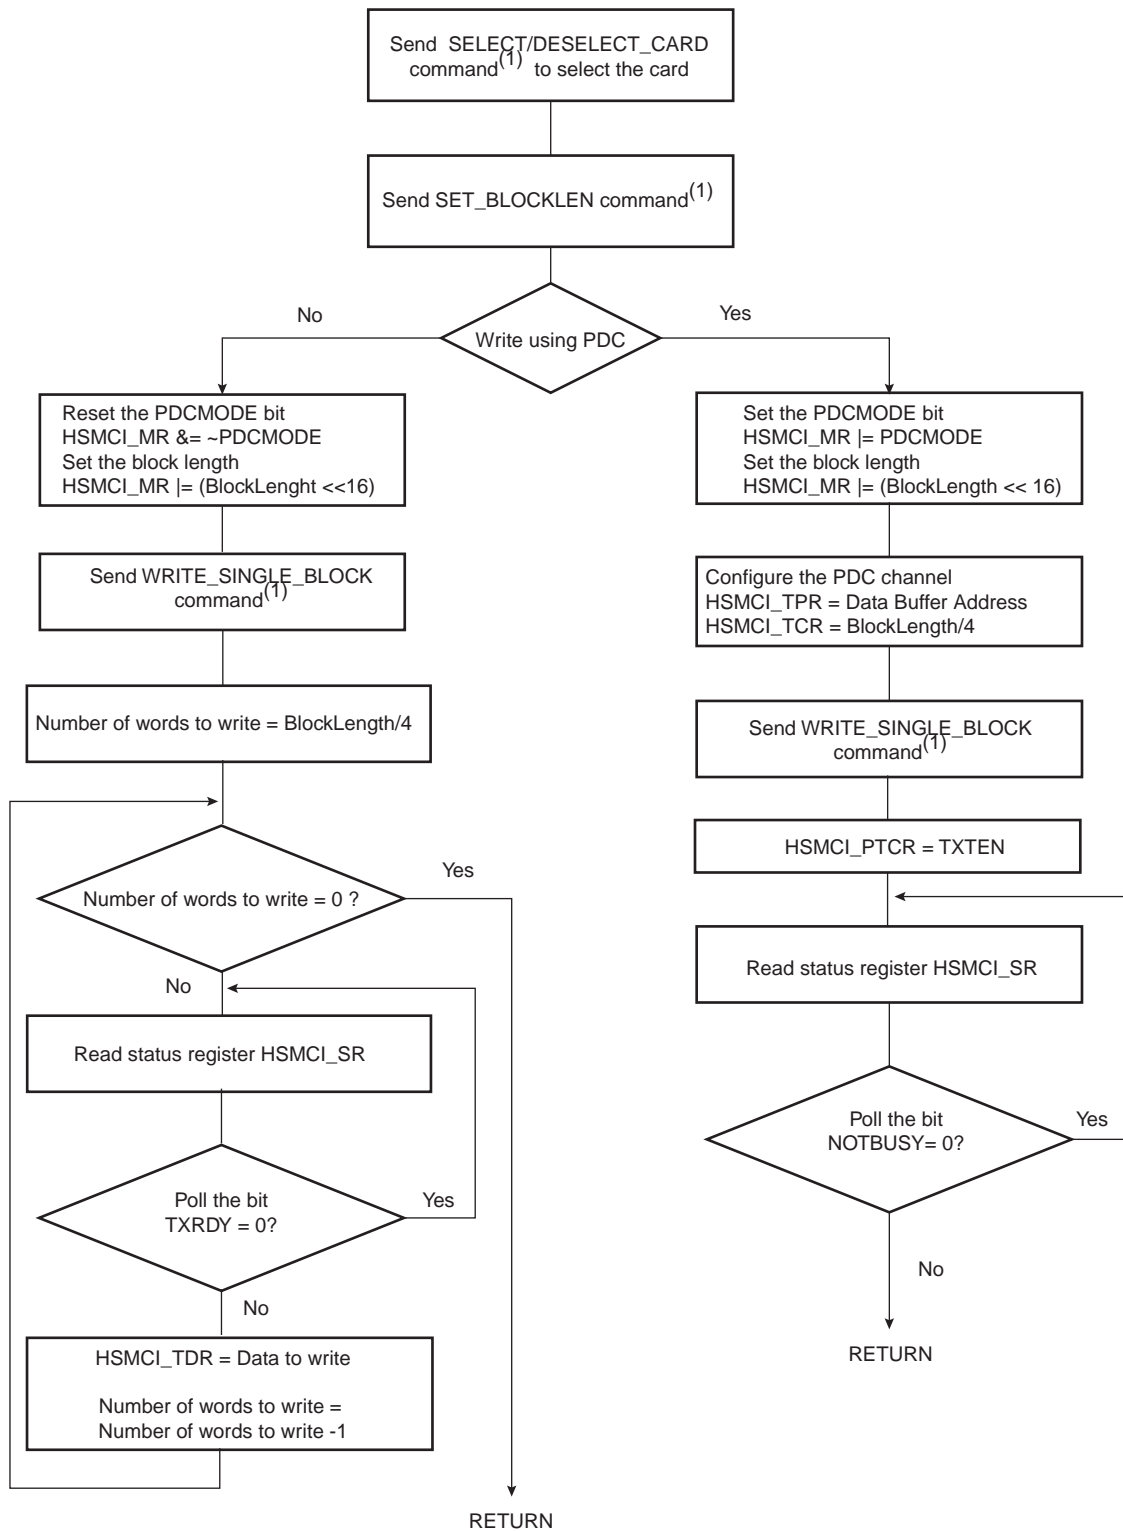 Send SELECT/DESELECT_CARD
command(1) to select the card
Send SET_BLOCKLEN command(1)
Write using PDC
No
Yes
Reset the PDCMODE bit
HSMCI_MR &= ~PDCMODE
Set the block length
HSMCI_MR |= (BlockLenght <<16)
Send WRITE_SINGLE_BLOCK
command(1)
Number of words to write = BlockLength/4
Number of words to write = 0 ?
Yes
No
Read status register HSMCI_SR
Poll the bit
TXRDY = 0?
Yes
No
HSMCI_TDR = Data to write
Number of words to write =
Number of words to write -1
RETURN
Set the PDCMODE bit
HSMCI_MR |= PDCMODE
Set the block length
HSMCI_MR |= (BlockLength << 16)
Configure the PDC channel
HSMCI_TPR = Data Buffer Address
HSMCI_TCR = BlockLength/4
Send WRITE_SINGLE_BLOCK
command(1)
HSMCI_PTCR = TXTEN
Read status register HSMCI_SR
Poll the bit
NOTBUSY= 0?
Yes
No
RETURN